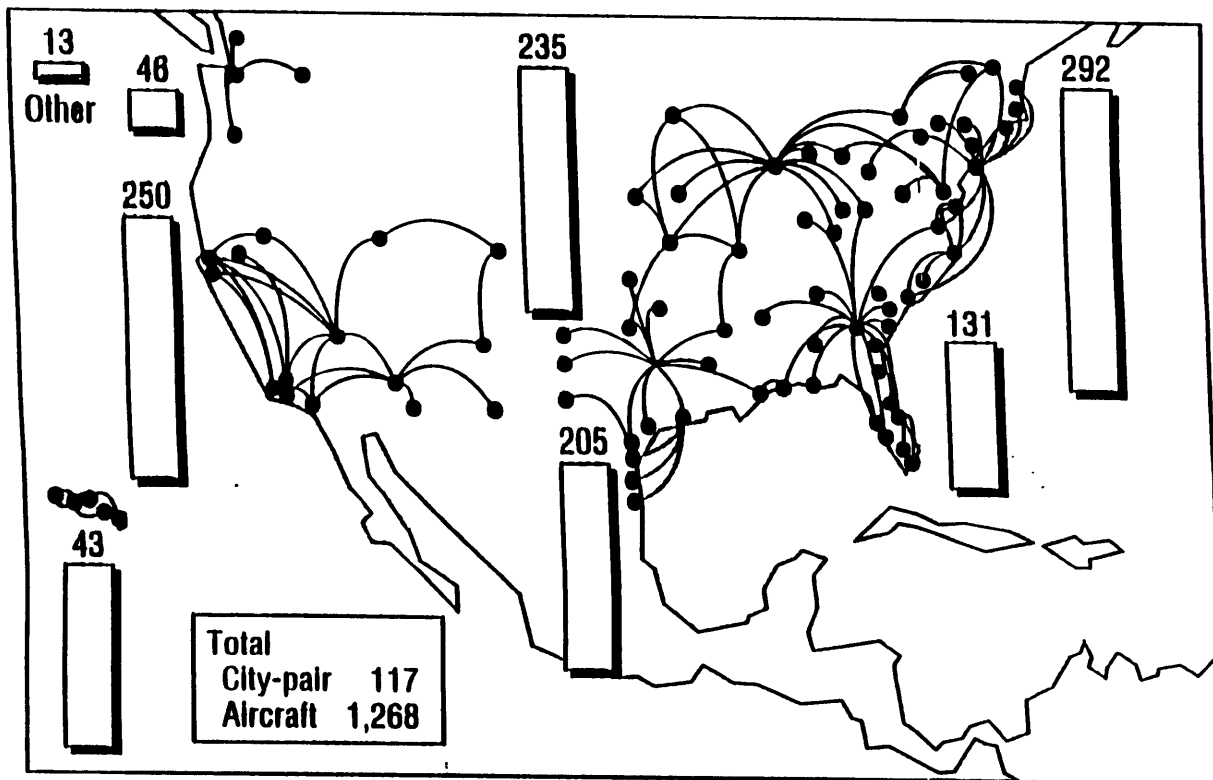 13
Other
46
235
292
250
131
205
43
Total
City-pair 117
Aircraft 1,268